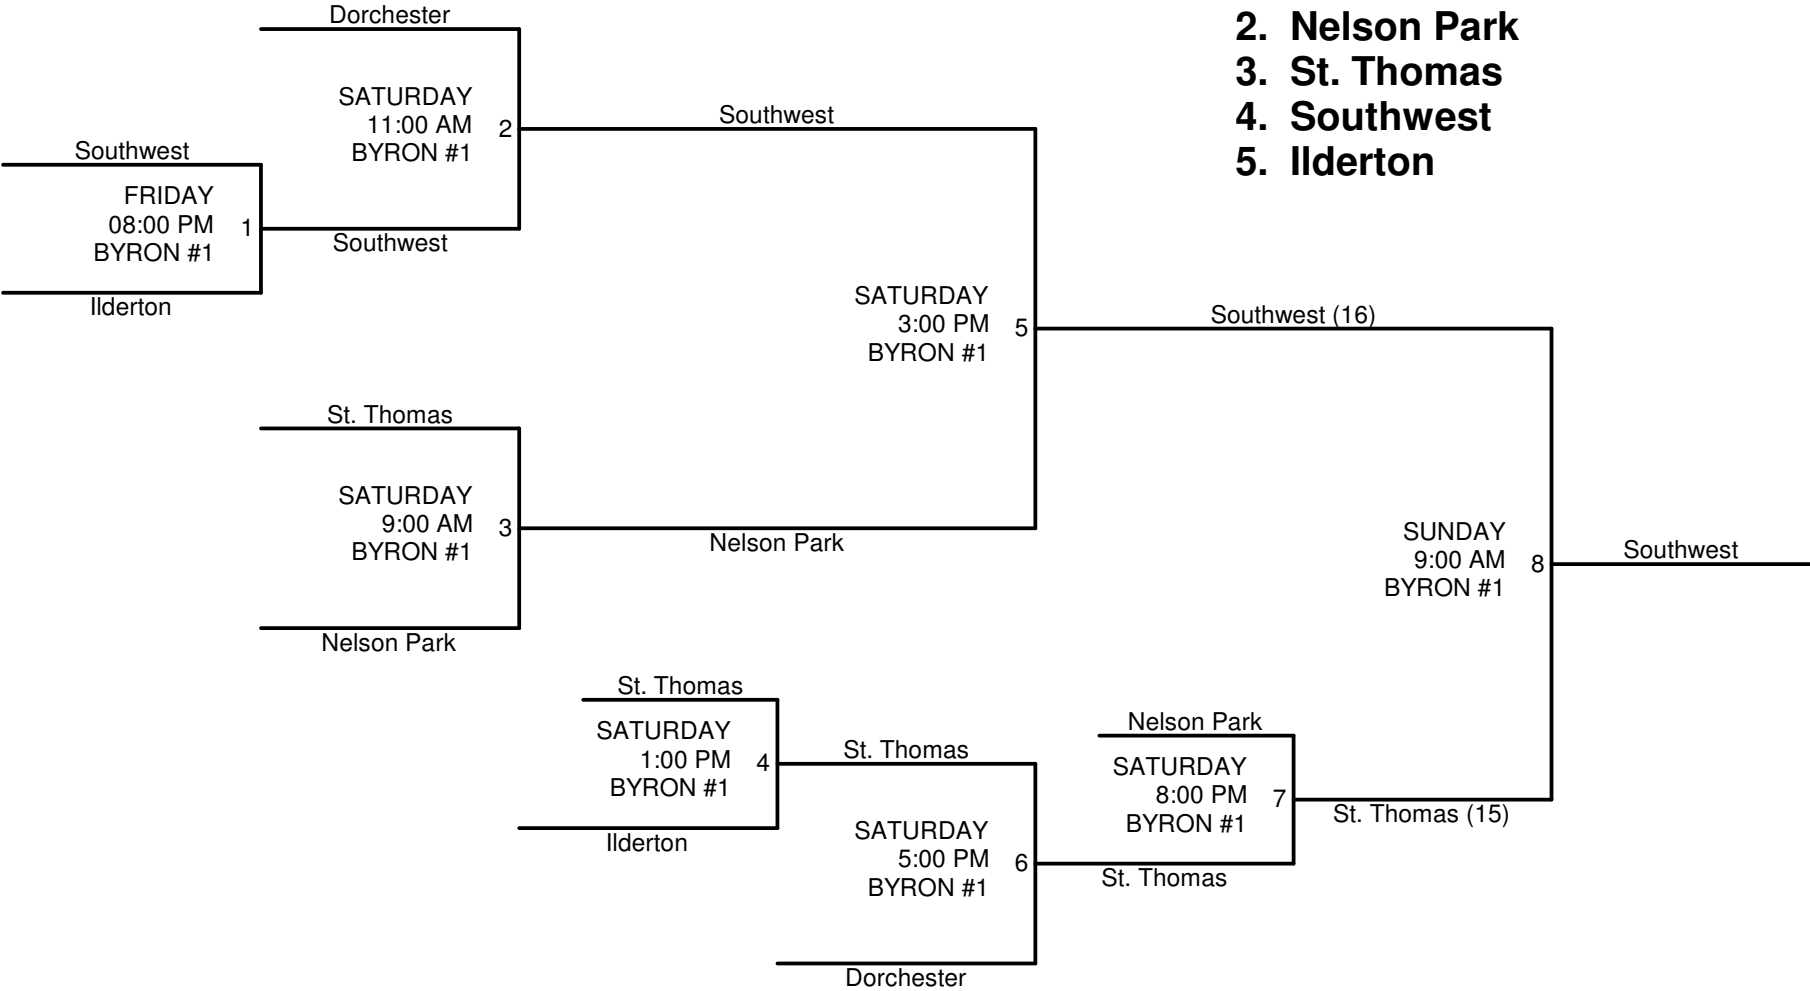 Dorchester
2. Nelson Park
3. St. Thomas
4. Southwest
5. Ilderton
SATURDAY
11:00 AM
BYRON #1
2
Southwest
Southwest
FRIDAY
08:00 PM
BYRON #1
1
Southwest
Ilderton
SATURDAY
3:00 PM
BYRON #1
5
Southwest (16)
St. Thomas
SATURDAY
9:00 AM
BYRON #1
3
Nelson Park
Nelson Park
SUNDAY
9:00 AM
BYRON #1
8
Southwest
St. Thomas
SATURDAY
1:00 PM
BYRON #1
4
Ilderton
St. Thomas
Nelson Park
SATURDAY
8:00 PM
BYRON #1
7
St. Thomas (15)
SATURDAY
5:00 PM
BYRON #1
6
St. Thomas
Dorchester